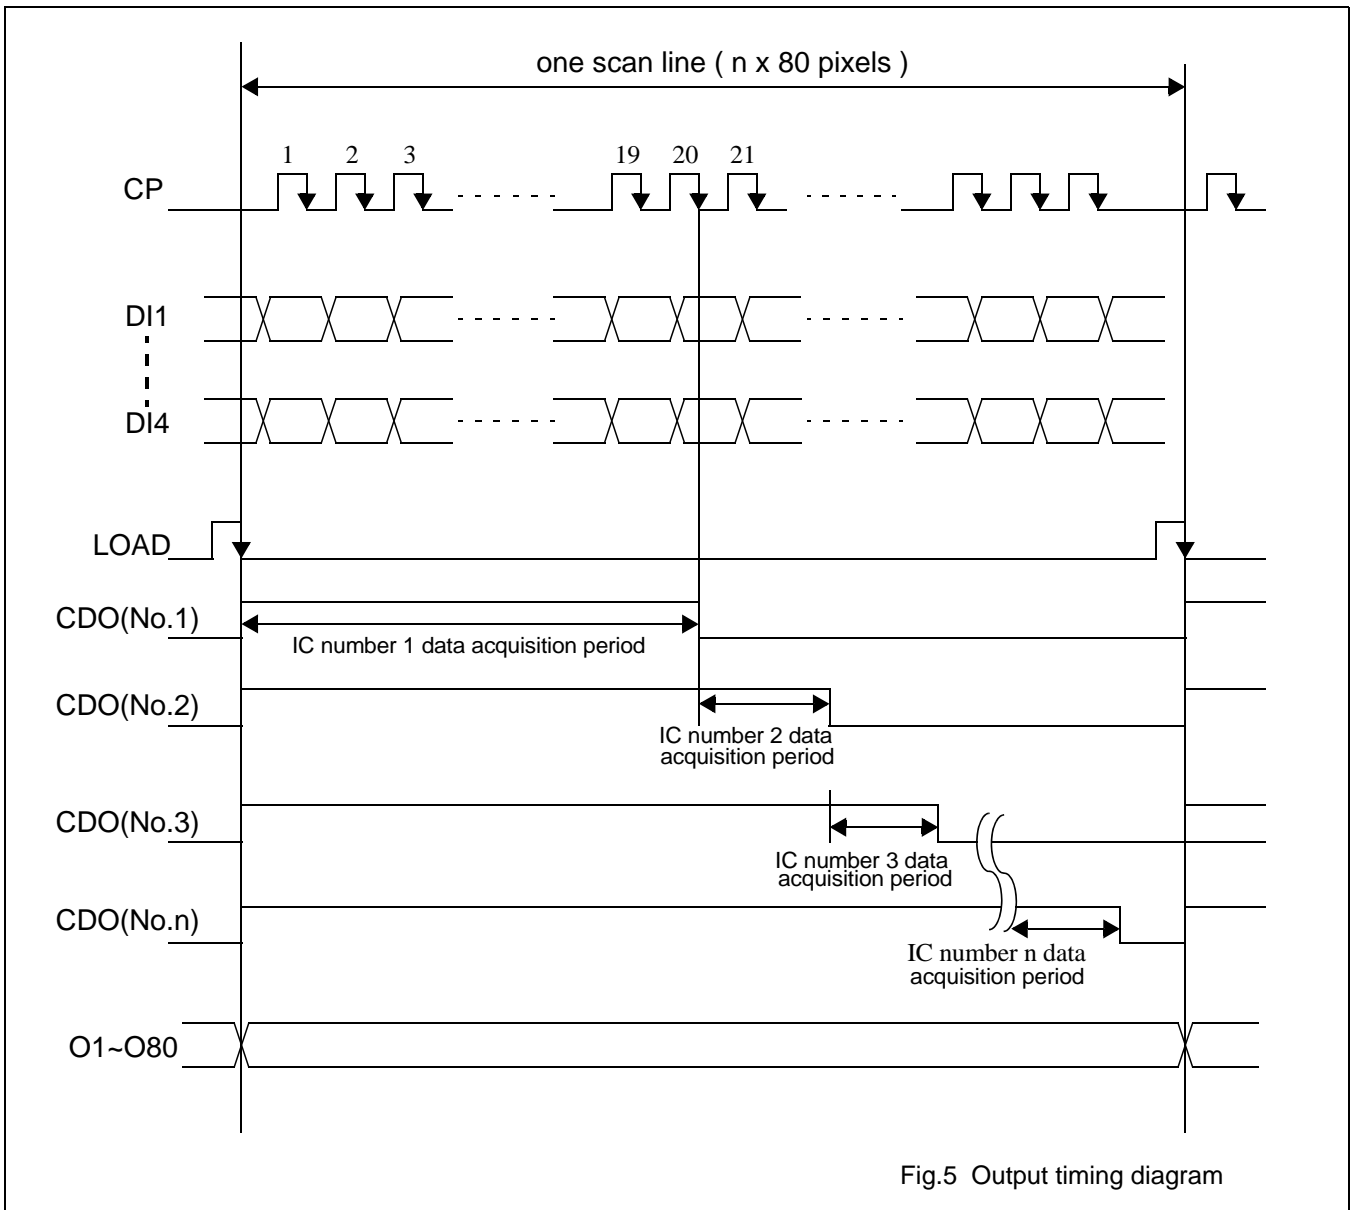 one scan line ( n x 80 pixels )
1 2 3 19 20 21
CP
DI1
DI4
LOAD
CDO(No.1)
IC number 1 data acquisition period
CDO(No.2)
IC number 2 data
acquisition period
CDO(No.3)
IC number 3 data
acquisition period
CDO(No.n)
IC number n data
acquisition period
O1~O80
Fig.5 Output timing diagram